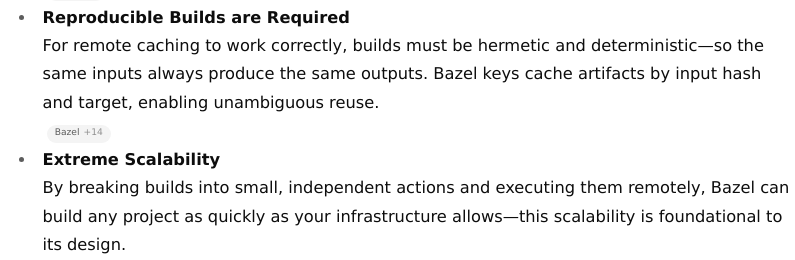 • Reproducible Builds are Required
For remote caching to work correctly, builds must be hermetic and deterministic—so the
same inputs always produce the same outputs. Bazel keys cache artifacts by input hash
and target, enabling unambiguous reuse.
Bazel +14
• Extreme Scalability
By breaking builds into small, independent actions and executing them remotely, Bazel can
build any project as quickly as your infrastructure allows—this scalability is foundational to
its design.